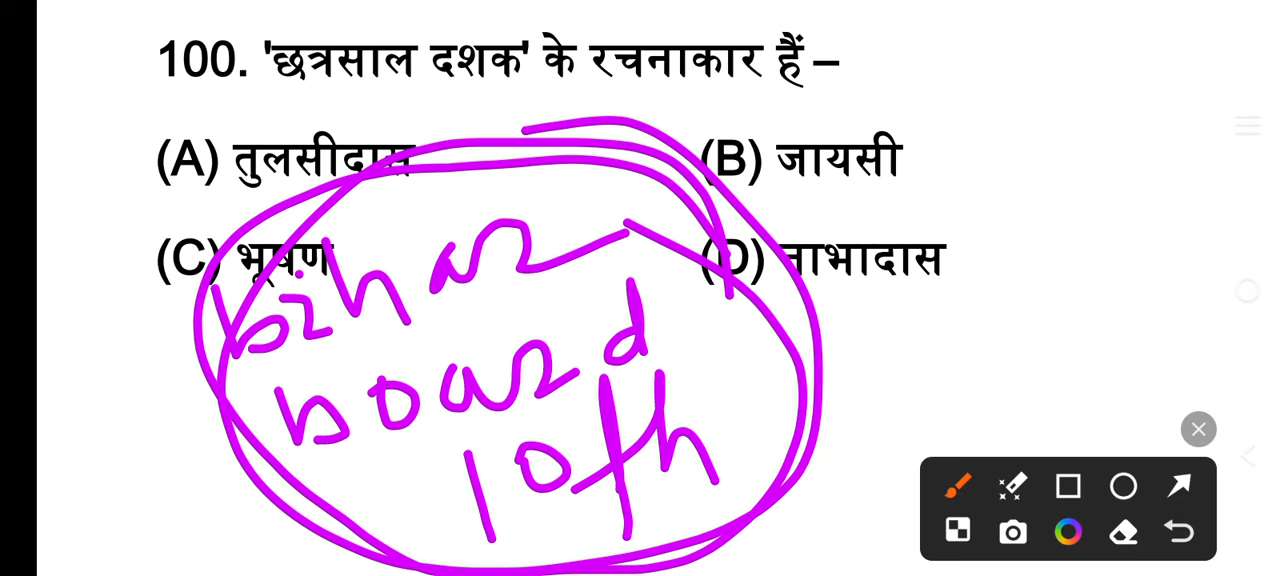 100. 'छत्रसाल दशक' के रचनाकार हैं –
(A) तुलसीदास (B) जायसी
(C) भूषण (D) नाभादास
bihar
board
10th